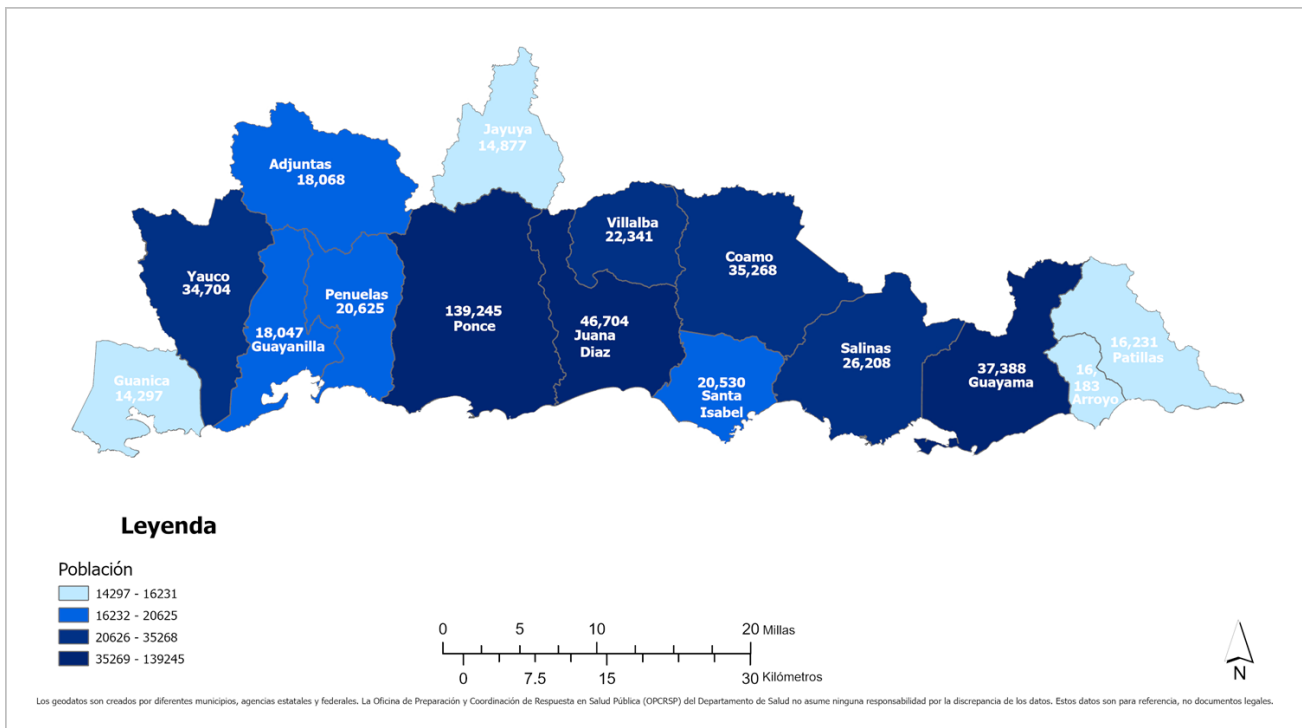 Jayuya
14,877
Adjuntas
18,068
Villalba
22,341
Coamo
35,268
Yauco
34,704
Penuelas
20,625
139,245
Ponce
46,704
Juana
Diaz
18,047
Guayanilla
Salinas
26,208
16,231
Patillas
37,388
Guayama
16,
183
Arroyo
Guanica
14,297
20,530
Santa
Isabel
Leyenda
Población
14297 - 16231
16232 - 20625
20626 - 35268
35269 - 139245
0 5 10 20 Millas
0 7.5 15 30 Kilómetros
N
Los geodatos son creados por diferentes municipios, agencias estatales y federales. La Oficina de Preparación y Coordinación de Respuesta en Salud Pública (OPCRSP) del Departamento de Salud no asume ninguna responsabilidad por la discrepancia de los datos. Estos datos son para referencia, no documentos legales.